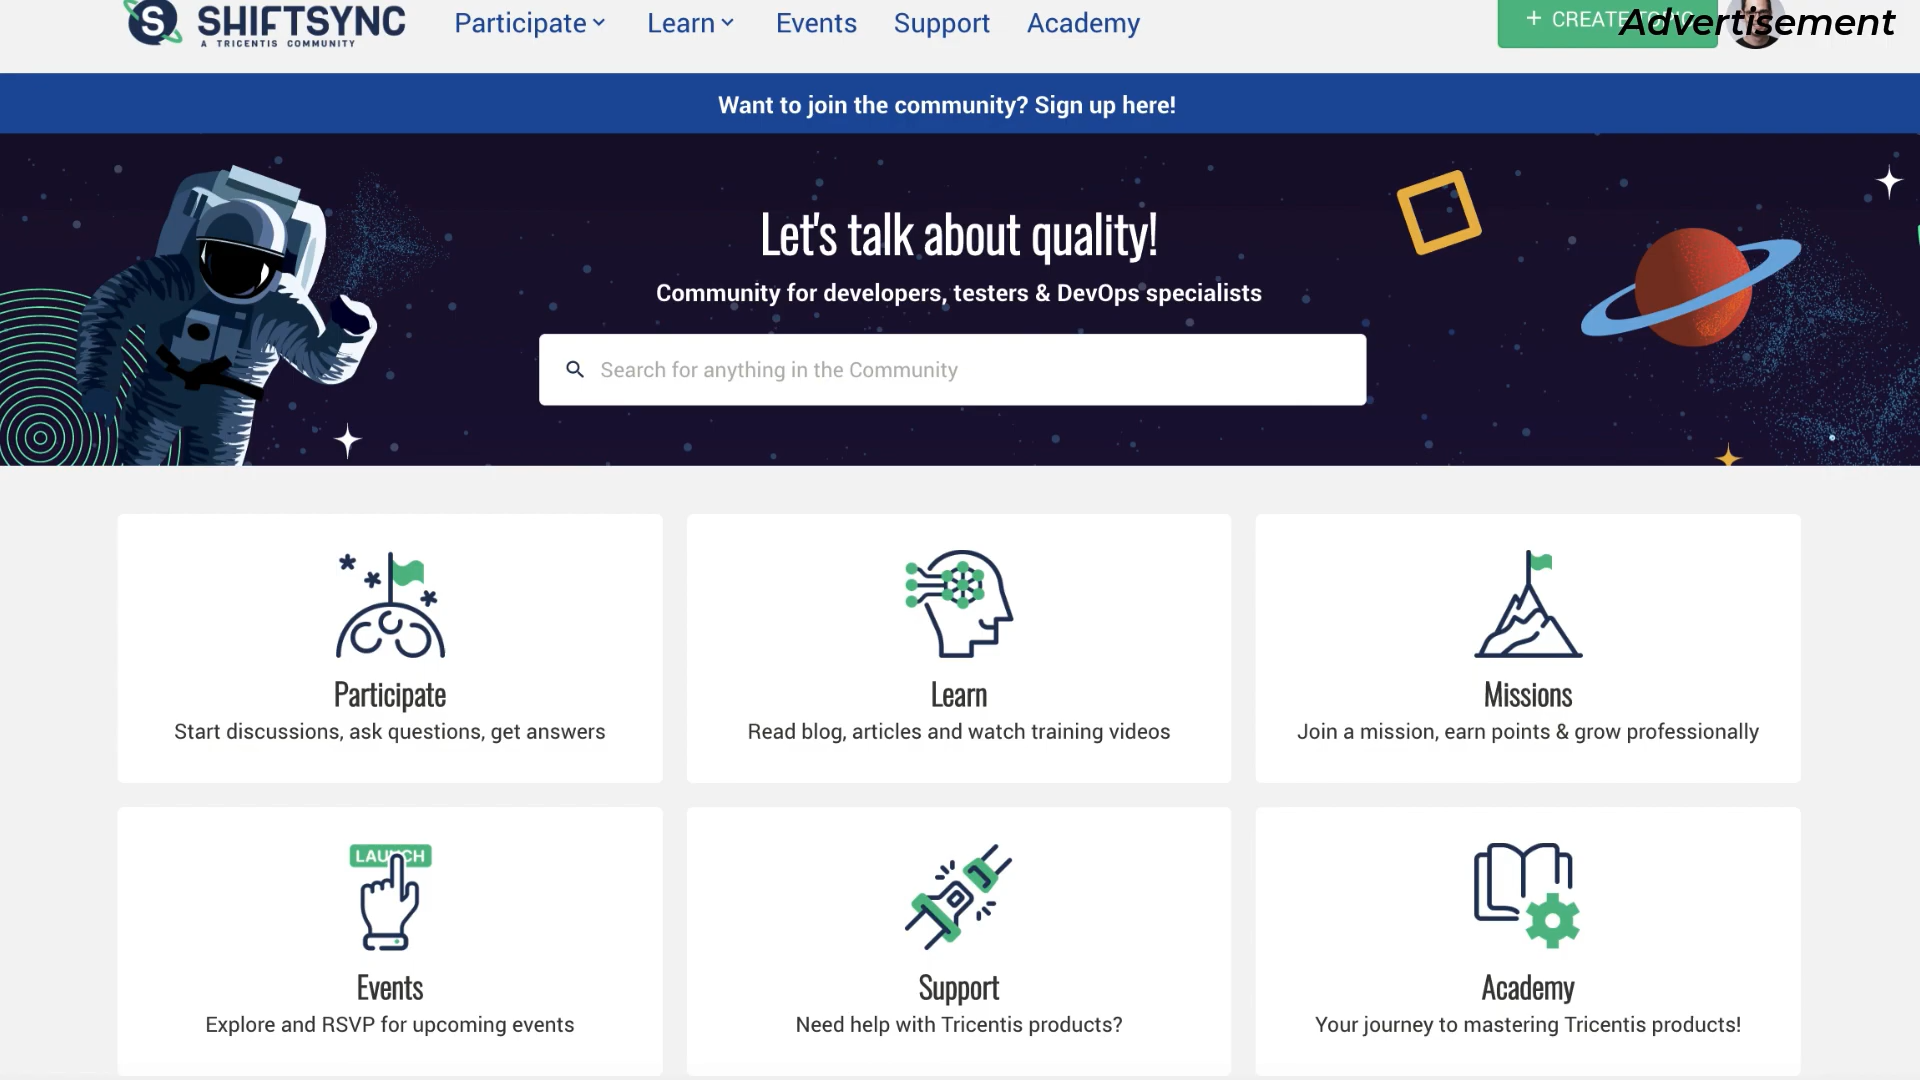 SHIFTSYNC
A TRICENTIS COMMUNITY
Participate
Learn
Events
Support
Academy
+ CREATE TOPIC
Advertisement
Want to join the community? Sign up here!
Let's talk about quality!
Community for developers, testers & DevOps specialists
Search for anything in the Community
Participate
Start discussions, ask questions, get answers
Learn
Read blog, articles and watch training videos
Missions
Join a mission, earn points & grow professionally
LAUNCH
Events
Explore and RSVP for upcoming events
Support
Need help with Tricentis products?
Academy
Your journey to mastering Tricentis products!